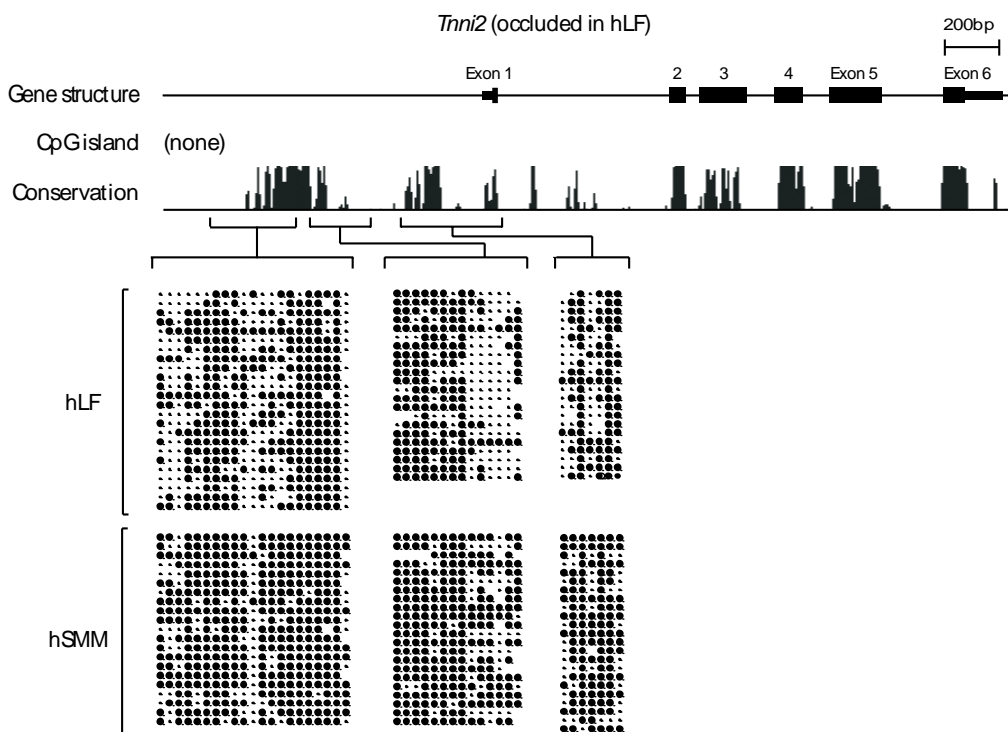 Tnni2 (occluded in hLF)
200bp
Exon 1
2
3
4
Exon 5
Exon 6
Gene structure
CpG island
(none)
Conservation
hLF
hSMM